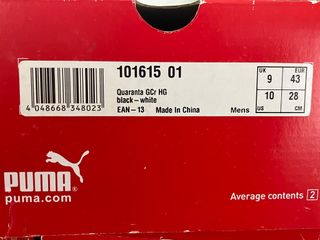 101615 01
UK
EUR
9
43
10
28
US
CM
Quaranta GCr HG
black-white
EAN-13 Made in China Mens
4 048668 348023
PUMA
puma.com
Average contents 2